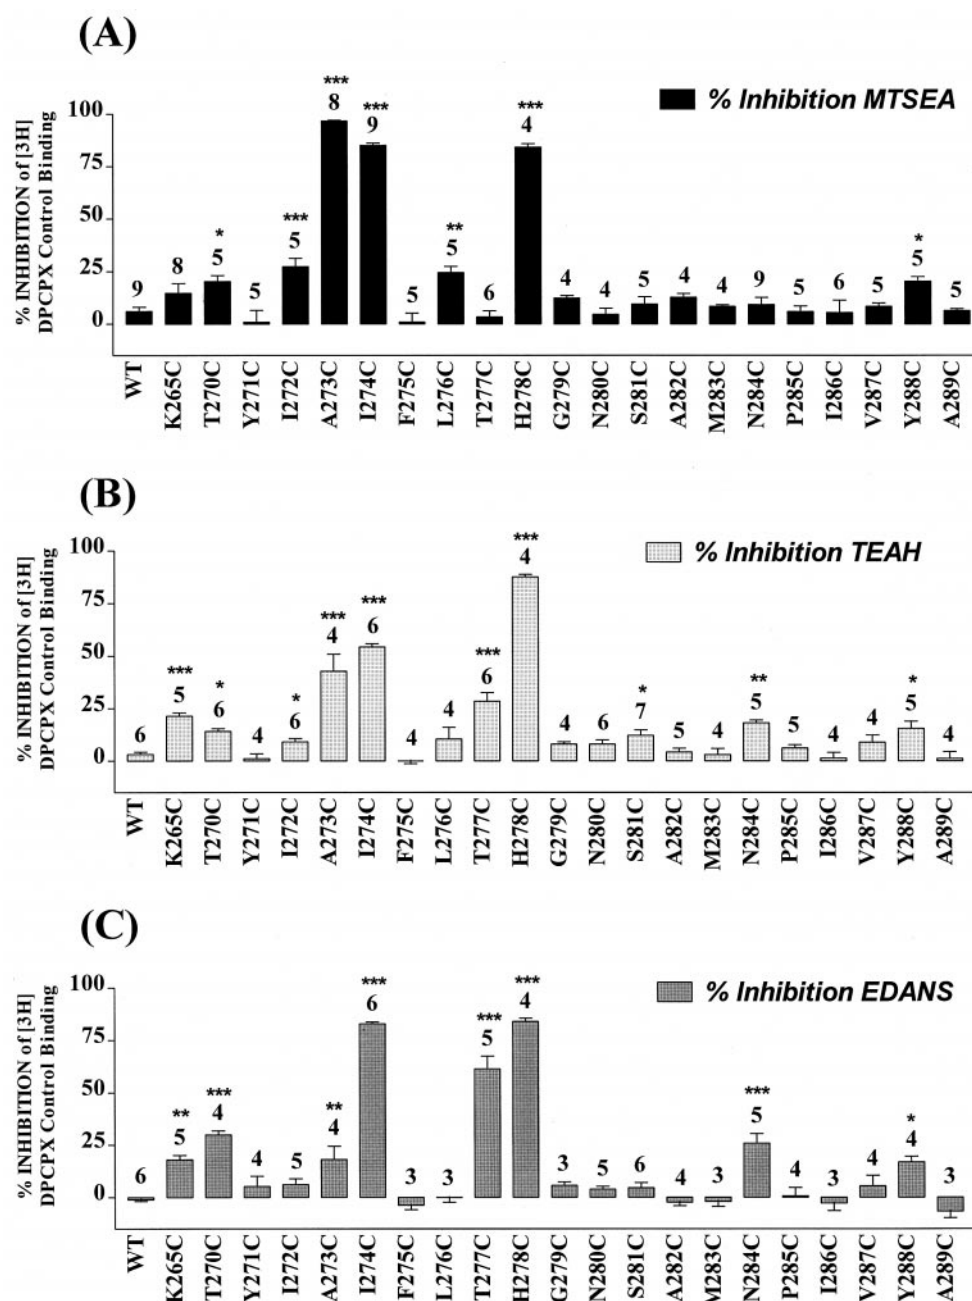 (A)
% Inhibition MTSEA
% INHIBITION of [3H]
DPCPX Control Binding
100
75
50
25
0
9 8 *5 5 ***5 ***8 ***9 5 **5 6 ***4 4 4 5 4 4 9 5 6 5 *5 5
WT K265C T270C Y271C I272C A273C I274C F275C L276C T277C H278C G279C N280C S281C A282C M283C N284C P285C I286C V287C Y288C A289C
(B)
% Inhibition TEAH
% INHIBITION of [3H]
DPCPX Control Binding
100
75
50
25
0
6 ***5 *6 4 *6 ***4 ***6 4 4 ***6 ***4 4 6 *7 5 4 **5 5 4 4 *5 4
WT K265C T270C Y271C I272C A273C I274C F275C L276C T277C H278C G279C N280C S281C A282C M283C N284C P285C I286C V287C Y288C A289C
(C)
% Inhibition EDANS
% INHIBITION of [3H]
DPCPX Control Binding
100
75
50
25
0
6 **5 ***4 4 5 **4 ***6 3 3 ***5 ***4 3 5 6 4 3 ***5 4 3 4 *4 3
WT K265C T270C Y271C I272C A273C I274C F275C L276C T277C H278C G279C N280C S281C A282C M283C N284C P285C I286C V287C Y288C A289C